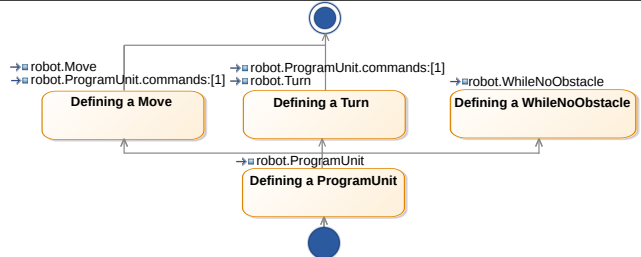 robot.Move
robot.ProgramUnit.commands:[1]
Defining a Move
robot.ProgramUnit.commands:[1]
robot.Turn
Defining a Turn
robot.WhileNoObstacle
Defining a WhileNoObstacle
robot.ProgramUnit
Defining a ProgramUnit